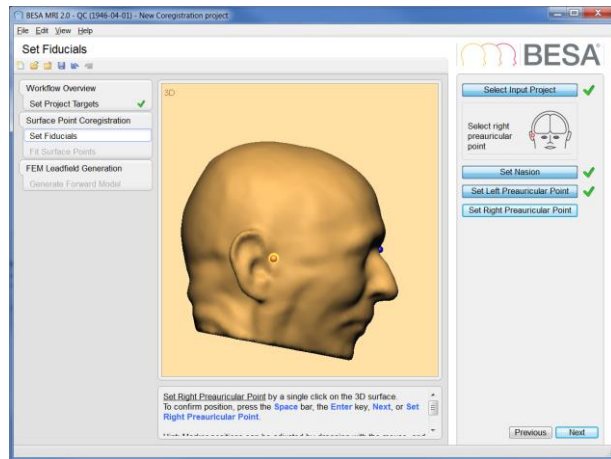 BESA MRI 2.0 - QC (1946-04-01) - New Coregistration project
File Edit View Help
Set Fiducials
BESA
Workflow Overview
Set Project Targets
Surface Point Coregistration
Set Fiducials
Fit Surface Points
FEM Leadfield Generation
Generate Forward Model
3D
Set Right Preauricular Point by a single click on the 3D surface.
To confirm position, press the Space bar, the Enter key, Next, or Set
Right Preauricular Point.
Select Input Project
Select right
preauricular
point
Set Nasion
Set Left Preauricular Point
Set Right Preauricular Point
Previous Next